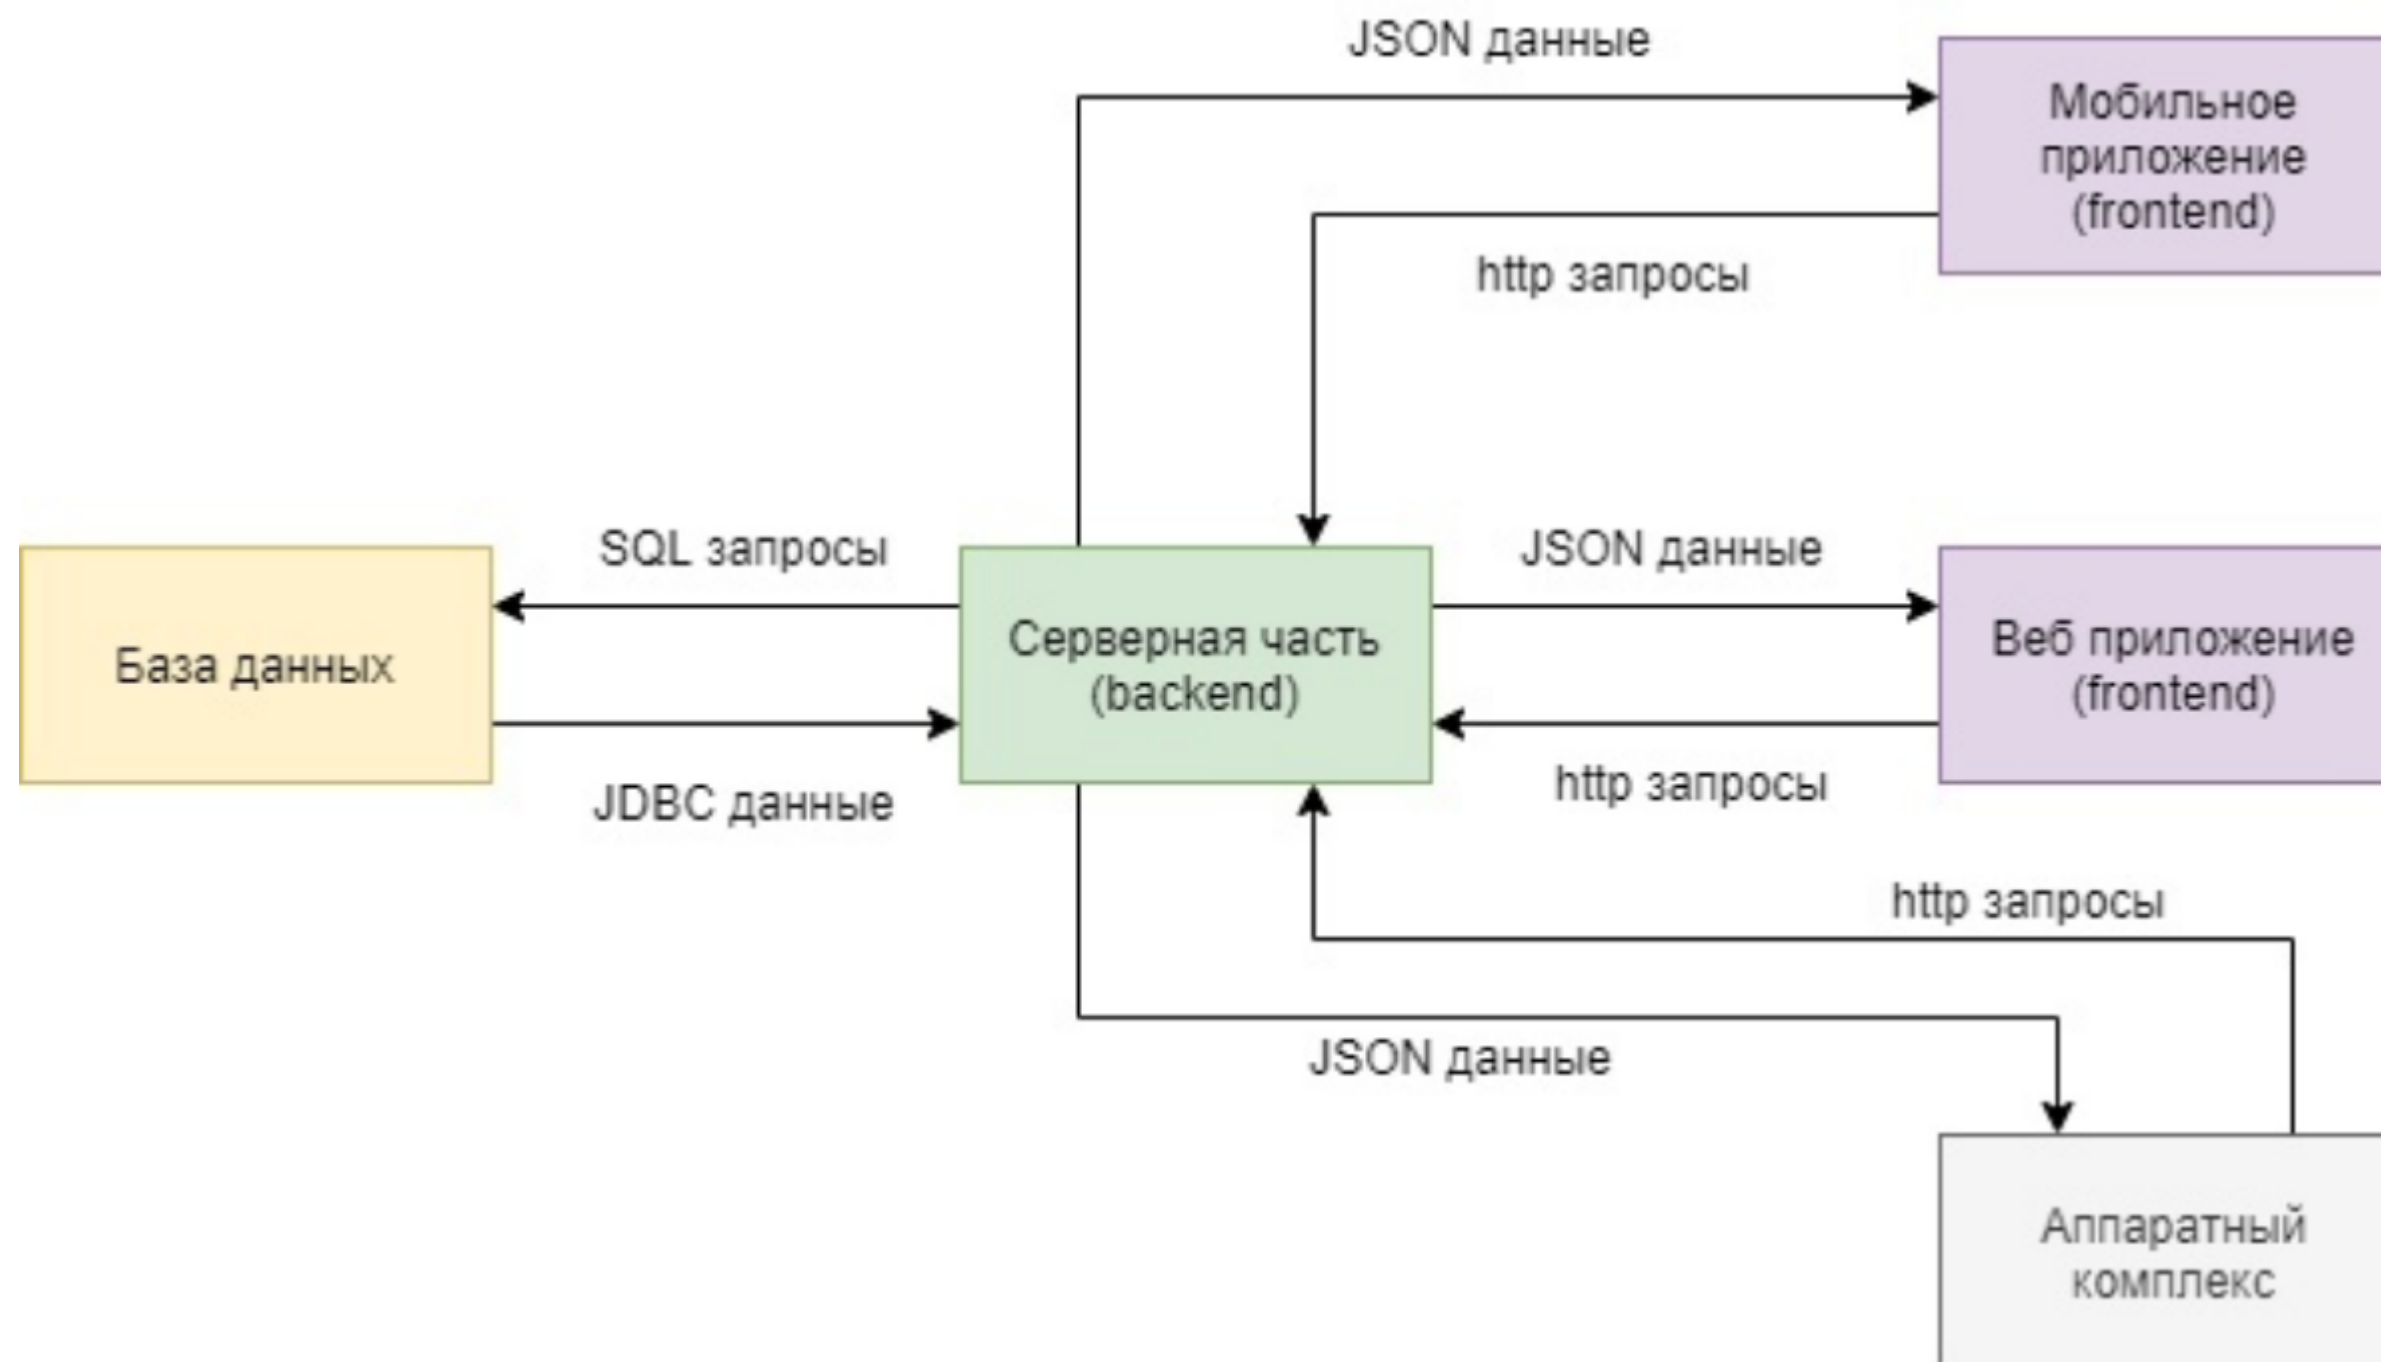 JSON данные
Мобильное
приложение
(frontend)
http запросы
SQL запросы
JSON данные
База данных
Серверная часть
(backend)
Веб приложение
(frontend)
JDBC данные
http запросы
http запросы
JSON данные
Аппаратный
комплекс